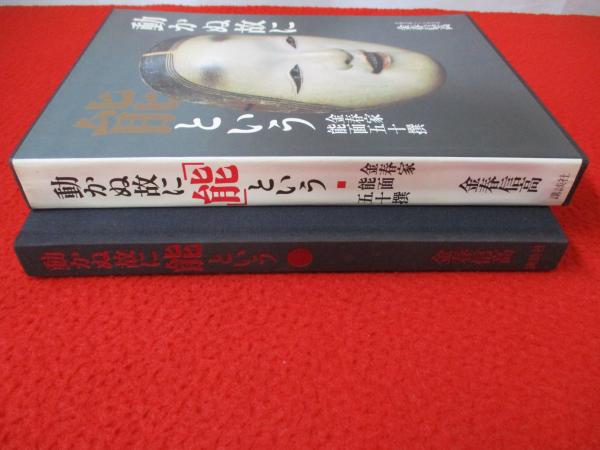 動かぬ故に
能という
金春家
能面五十撰
金春信高
動かぬ故に「能」という
金春家
能面
五十撰
金春信高
講談社
動かぬ故に能という
金春信高
講談社